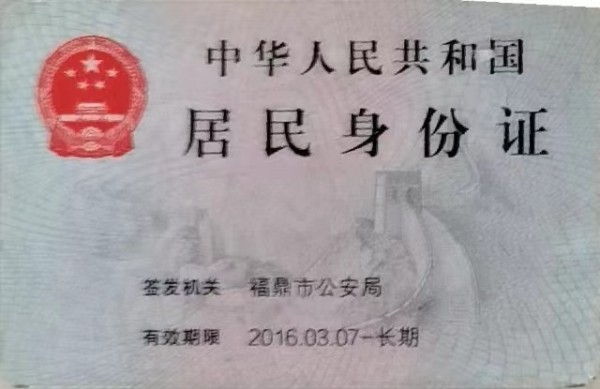 中华人民共和国
居民身份证
签发机关 福鼎市公安局
有效期限 2016.03.07-长期